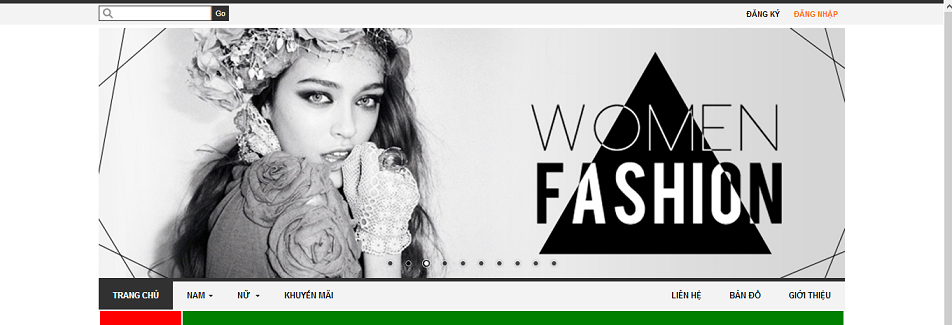 Go ĐĂNG KÝ ĐĂNG NHẬP
WOMEN
FASHION
TRANG CHỦ NAM NỮ KHUYẾN MÃI LIÊN HỆ BẢN ĐỒ GIỚI THIỆU